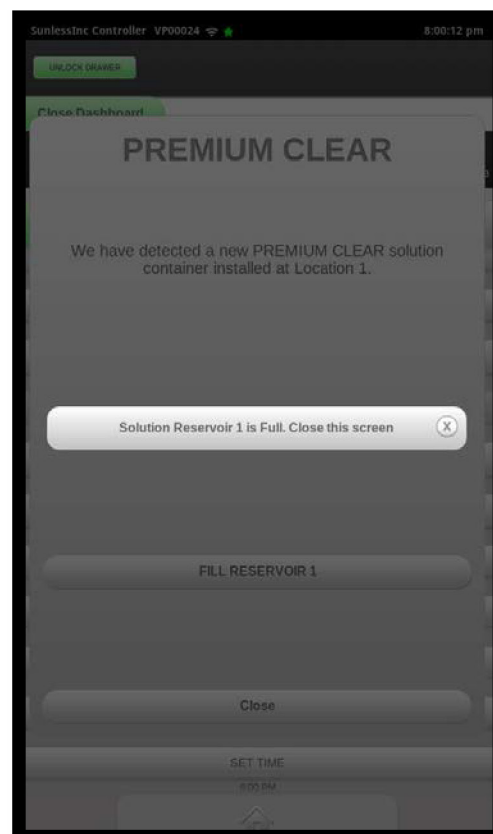 SunlessInc Controller VP00024 8:00:12 pm
UNLOCK DRAWER
Close Dashboard
PREMIUM CLEAR
We have detected a new PREMIUM CLEAR solution
container installed at Location 1.
Solution Reservoir 1 is Full. Close this screen
X
FILL RESERVOIR 1
Close
SET TIME
8:00 PM